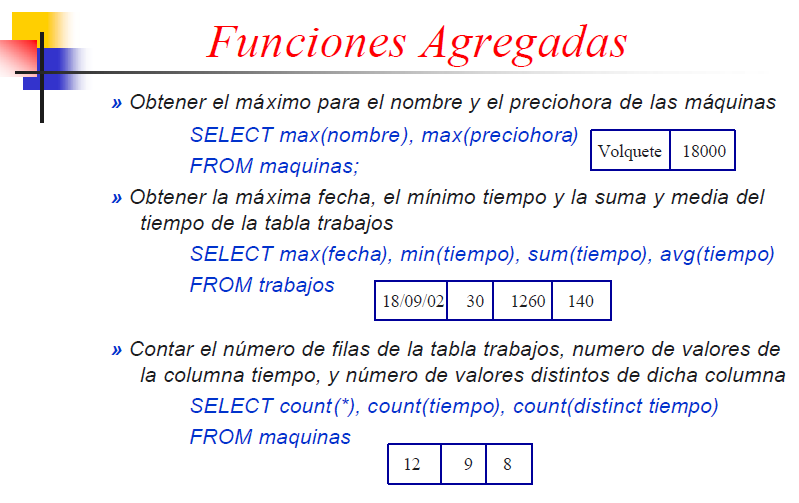 Funciones Agregadas
» Obtener el máximo para el nombre y el preciohora de las máquinas
SELECT max(nombre), max(preciohora)
FROM maquinas;
Volquete 18000
» Obtener la máxima fecha, el mínimo tiempo y la suma y media del
tiempo de la tabla trabajos
SELECT max(fecha), min(tiempo), sum(tiempo), avg(tiempo)
FROM trabajos
18/09/02 30 1260 140
» Contar el número de filas de la tabla trabajos, numero de valores de
la columna tiempo, y número de valores distintos de dicha columna
SELECT count(*), count(tiempo), count(distinct tiempo)
FROM maquinas
12 9 8